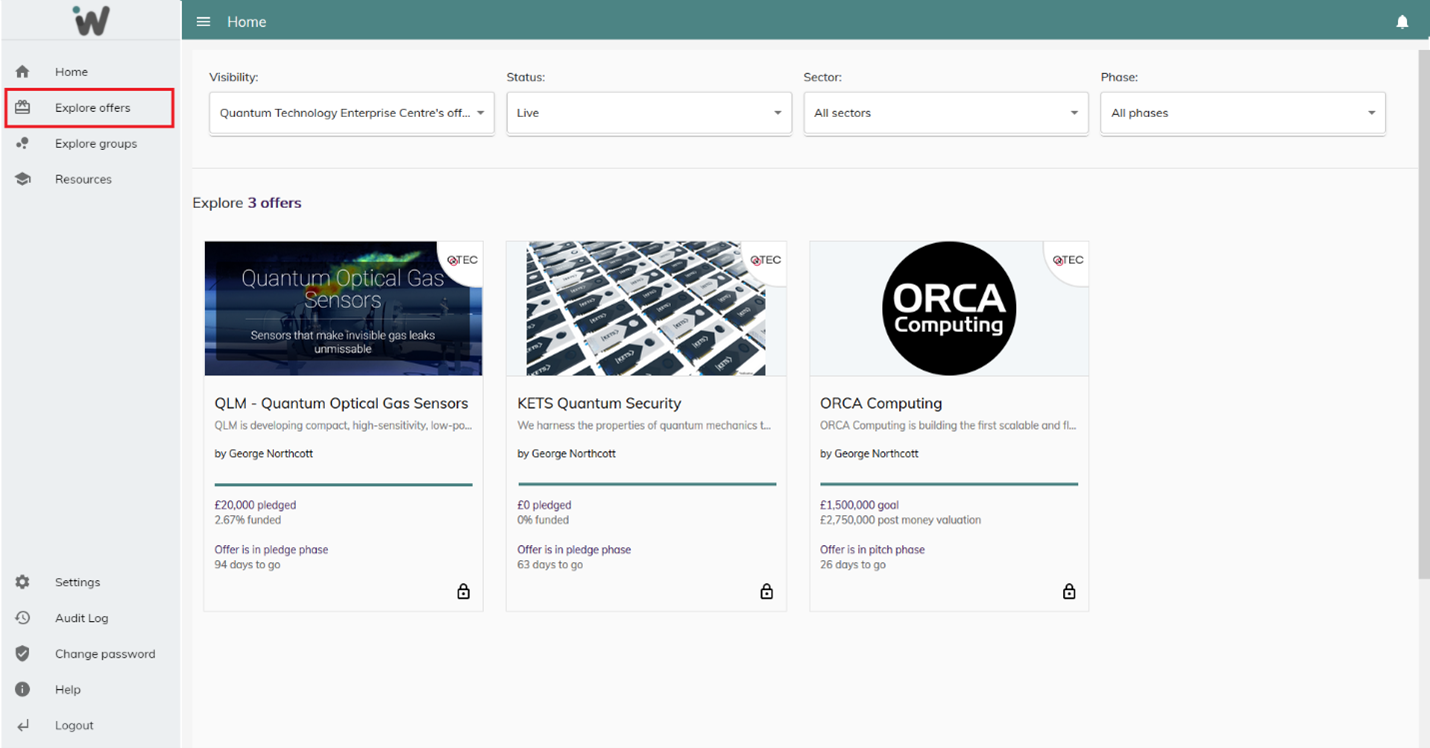 iW
Home
Home
Explore offers
Explore groups
Resources
Settings
Audit Log
Change password
Help
Logout
Visibility:
Quantum Technology Enterprise Centre's off...
Status:
Live
Sector:
All sectors
Phase:
All phases
Explore 3 offers
QTEC
Quantum Optical Gas
Sensors
Sensors that make invisible gas leaks
unmissable
QLM - Quantum Optical Gas Sensors
QLM is developing compact, high-sensitivity, low-po...
by George Northcott
£20,000 pledged
2.67% funded
Offer is in pledge phase
94 days to go
QTEC
KETS
KETS
KETS
KETS Quantum Security
We harness the properties of quantum mechanics t...
by George Northcott
£0 pledged
0% funded
Offer is in pledge phase
63 days to go
QTEC
ORCA
Computing
ORCA Computing
ORCA Computing is building the first scalable and fl...
by George Northcott
£1,500,000 goal
£2,750,000 post money valuation
Offer is in pitch phase
26 days to go